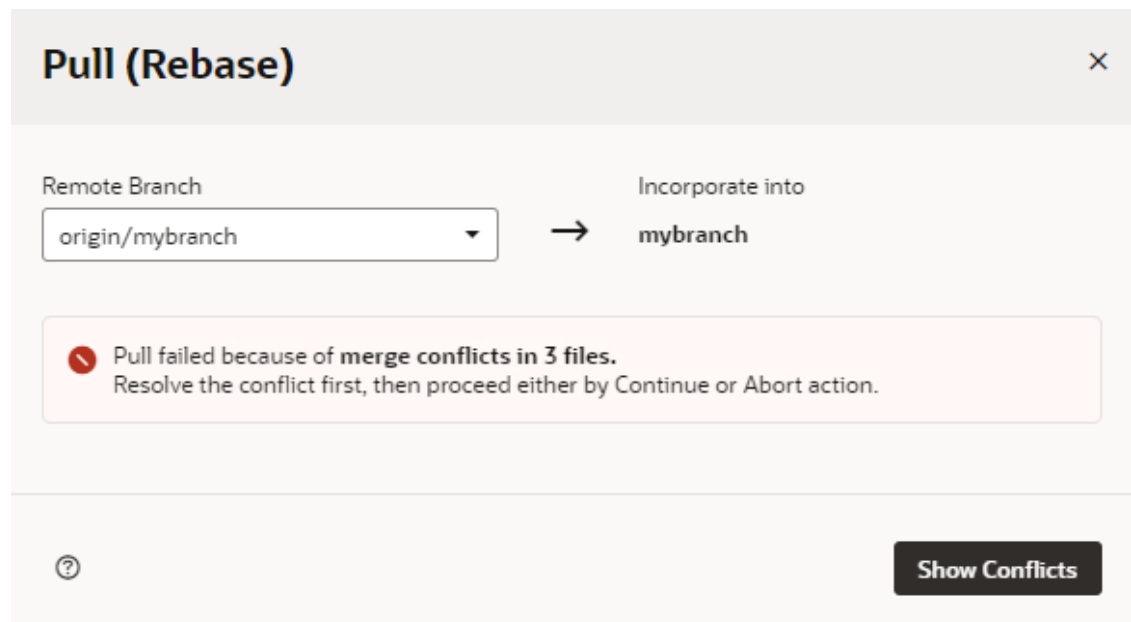 Pull (Rebase)
Remote Branch
Incorporate into
origin/mybranch
mybranch
Pull failed because of merge conflicts in 3 files.
Resolve the conflict first, then proceed either by Continue or Abort action.
Show Conflicts